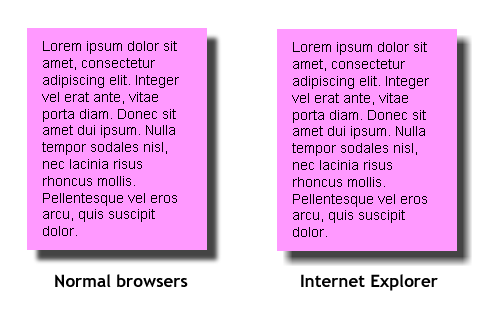 Lorem ipsum dolor sit
amet, consectetur
adipiscing elit. Integer
vel erat ante, vitae
porta diam. Donec sit
amet dui ipsum. Nulla
tempor sodales nisl,
nec lacinia risus
rhoncus mollis.
Pellentesque vel eros
arcu, quis suscipit
dolor.
Normal browsers
Lorem ipsum dolor sit
amet, consectetur
adipiscing elit. Integer
vel erat ante, vitae
porta diam. Donec sit
amet dui ipsum. Nulla
tempor sodales nisl,
nec lacinia risus
rhoncus mollis.
Pellentesque vel eros
arcu, quis suscipit
dolor.
Internet Explorer